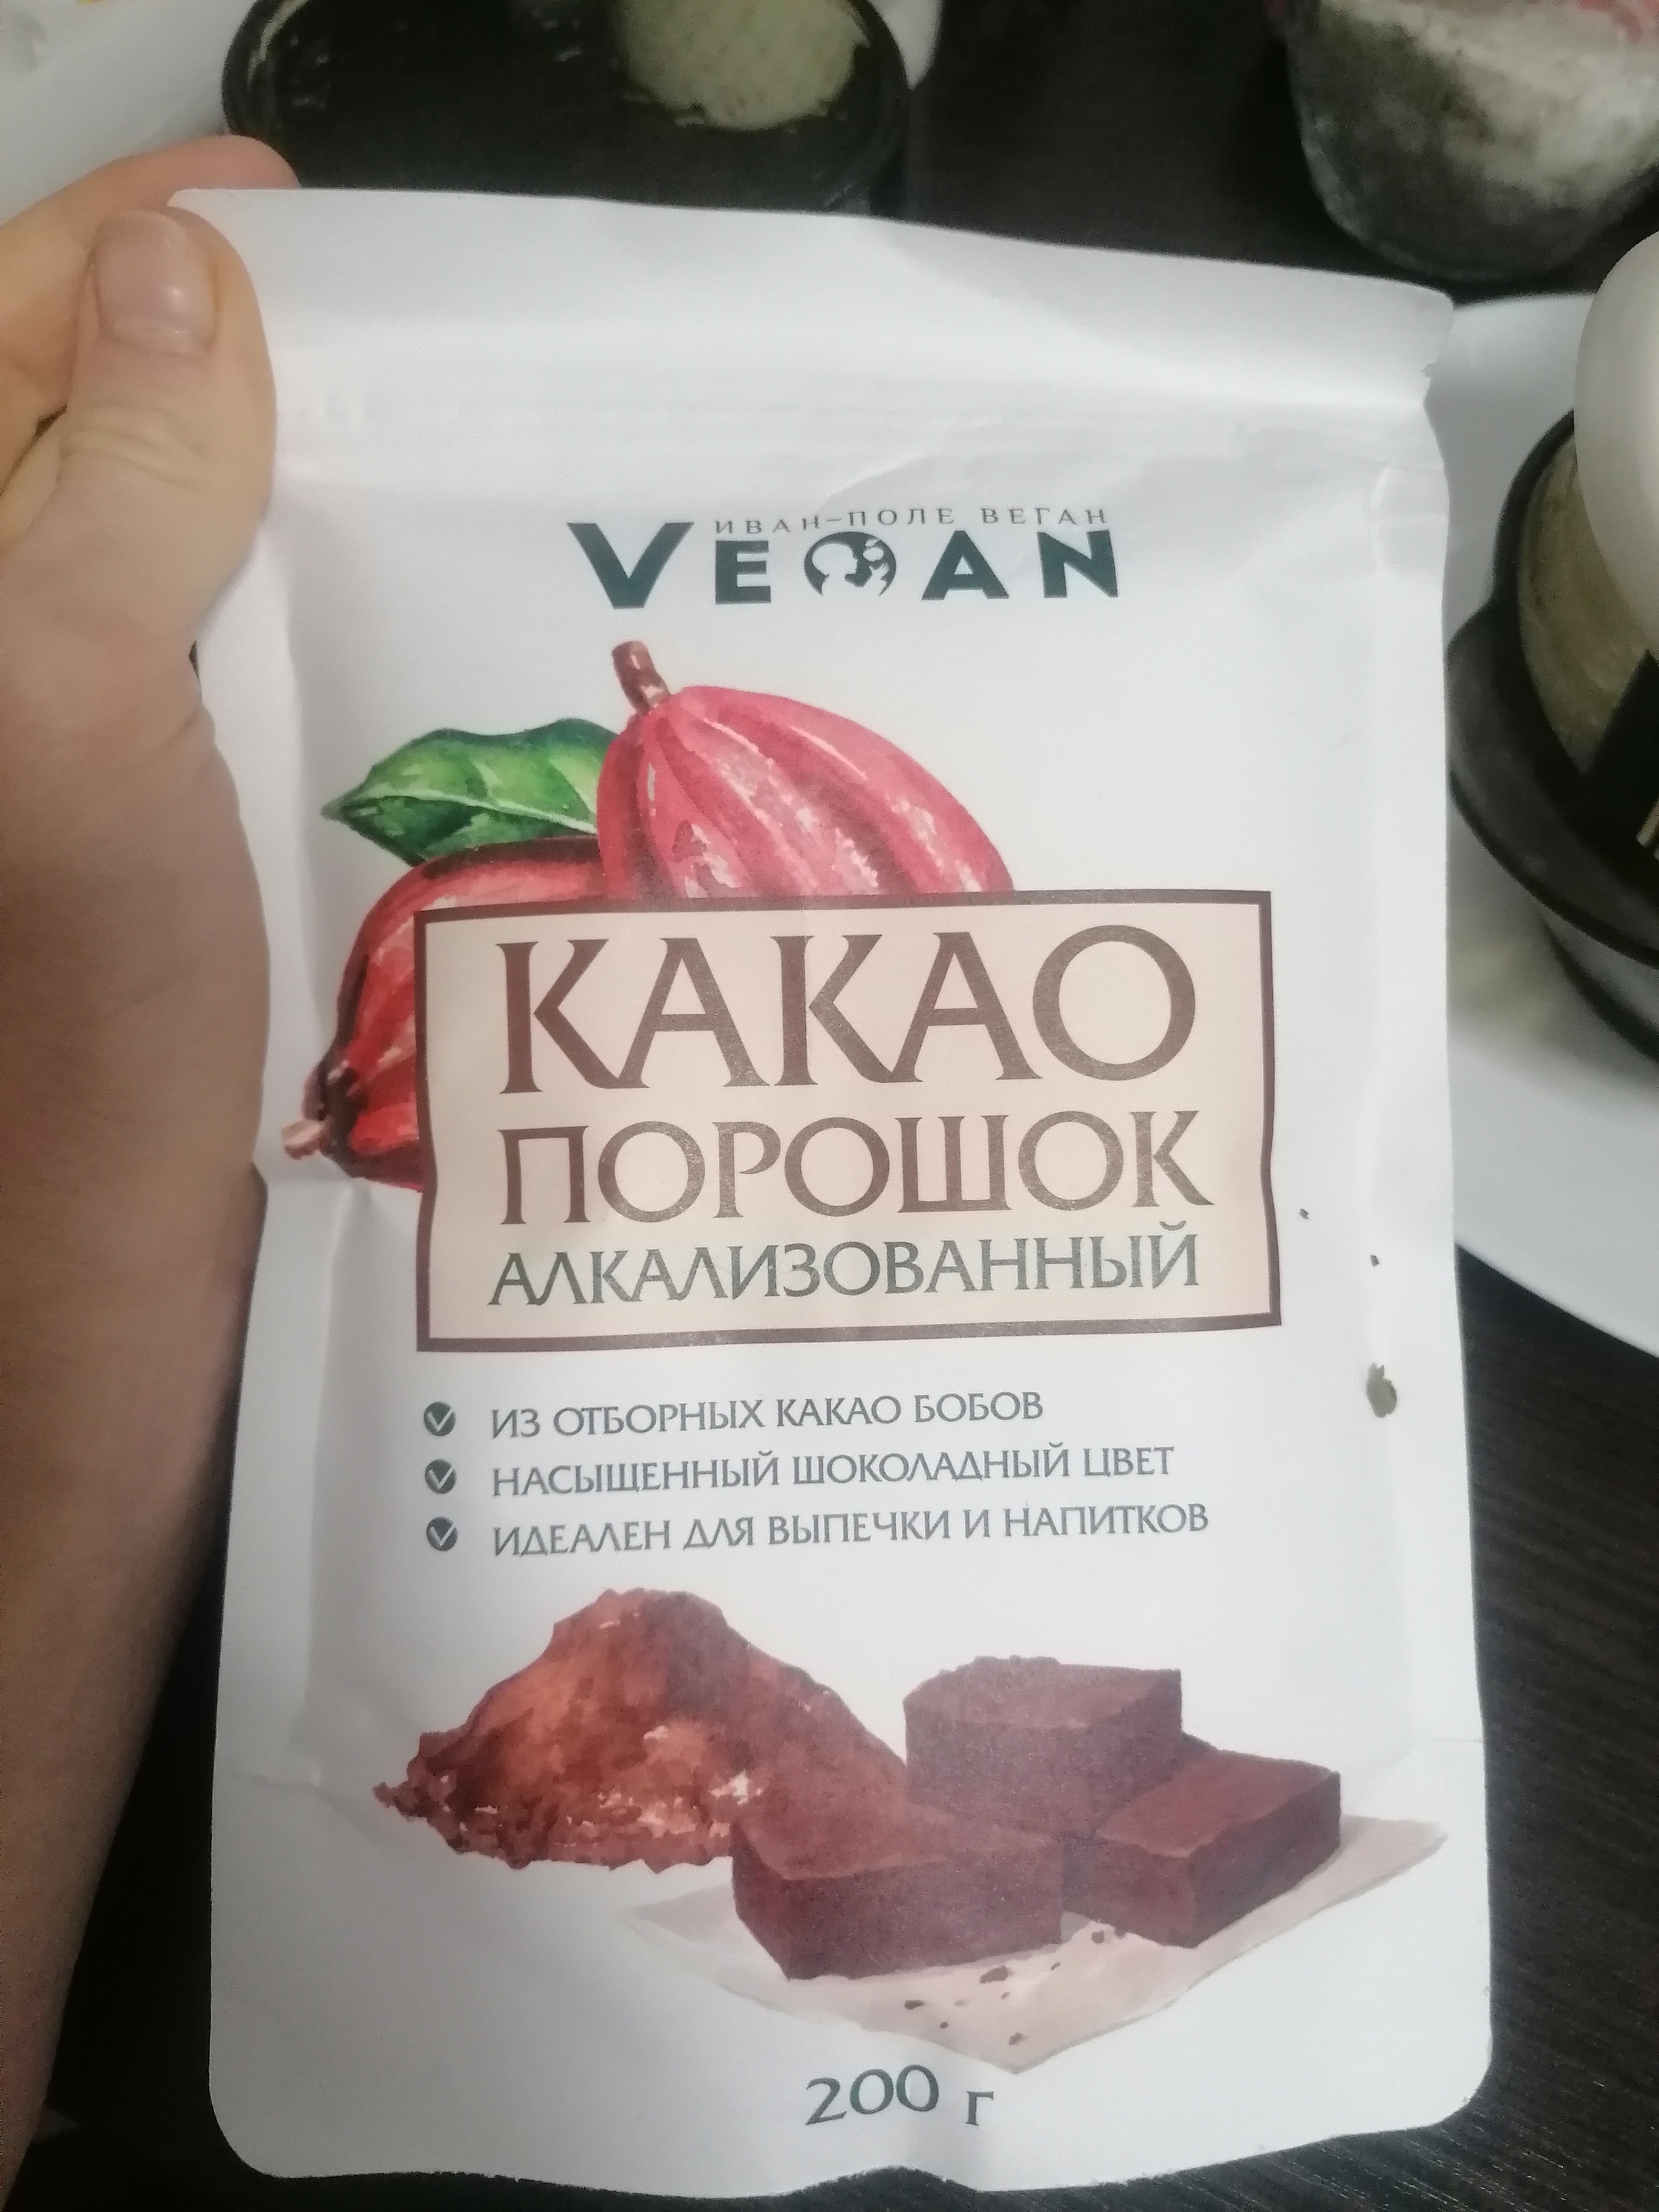 ИВАН-ПОЛЕ ВЕГАН
VEGAN
КАКАО
ПОРОШОК
АЛКАЛИЗОВАННЫЙ
ИЗ ОТБОРНЫХ КАКАО БОБОВ
НАСЫЩЕННЫЙ ШОКОЛАДНЫЙ ЦВЕТ
ИДЕАЛЕН ДЛЯ ВЫПЕЧКИ И НАПИТКОВ
200 г